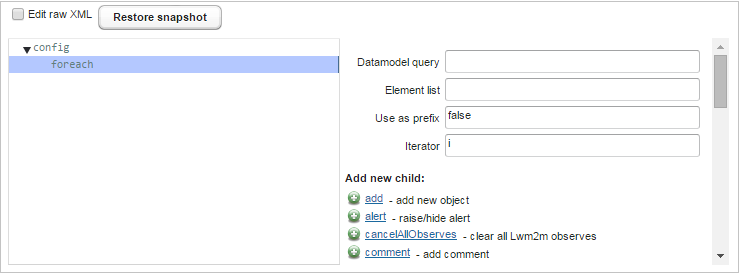 Edit raw XML
Restore snapshot
config
foreach
Datamodel query
Element list
Use as prefix false
Iterator i
Add new child:
add - add new object
alert - raise/hide alert
cancelAllObserves - clear all Lwm2m observes
comment - add comment